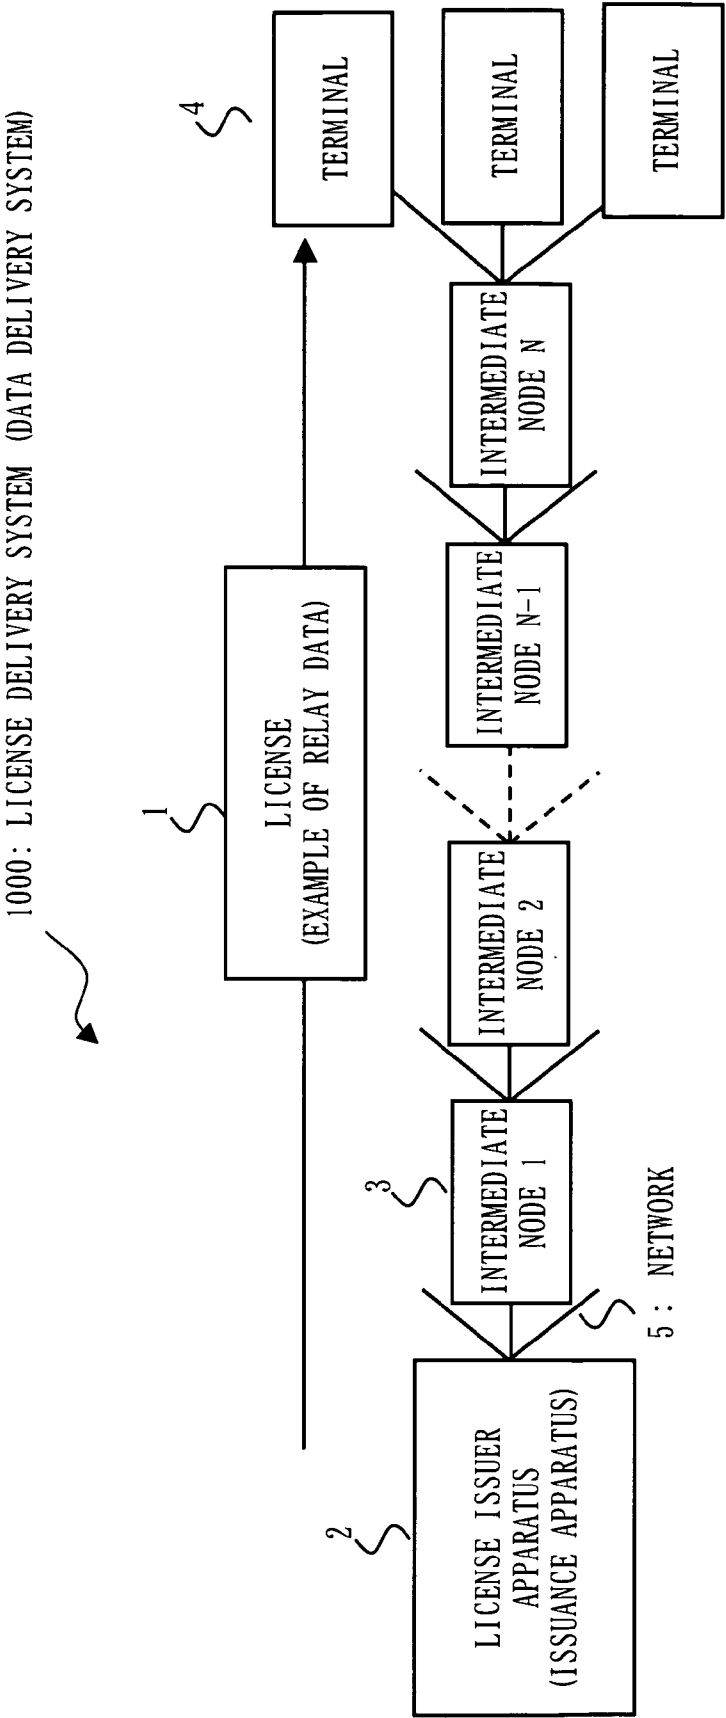 1000: LICENSE DELIVERY SYSTEM (DATA DELIVERY SYSTEM)
1
LICENSE
(EXAMPLE OF RELAY DATA)
4
TERMINAL
TERMINAL
TERMINAL
2
LICENSE ISSUER
APPARATUS
(ISSUANCE APPARATUS)
3
INTERMEDIATE
NODE 1
INTERMEDIATE
NODE 2
INTERMEDIATE
NODE N-1
INTERMEDIATE
NODE N
5: NETWORK